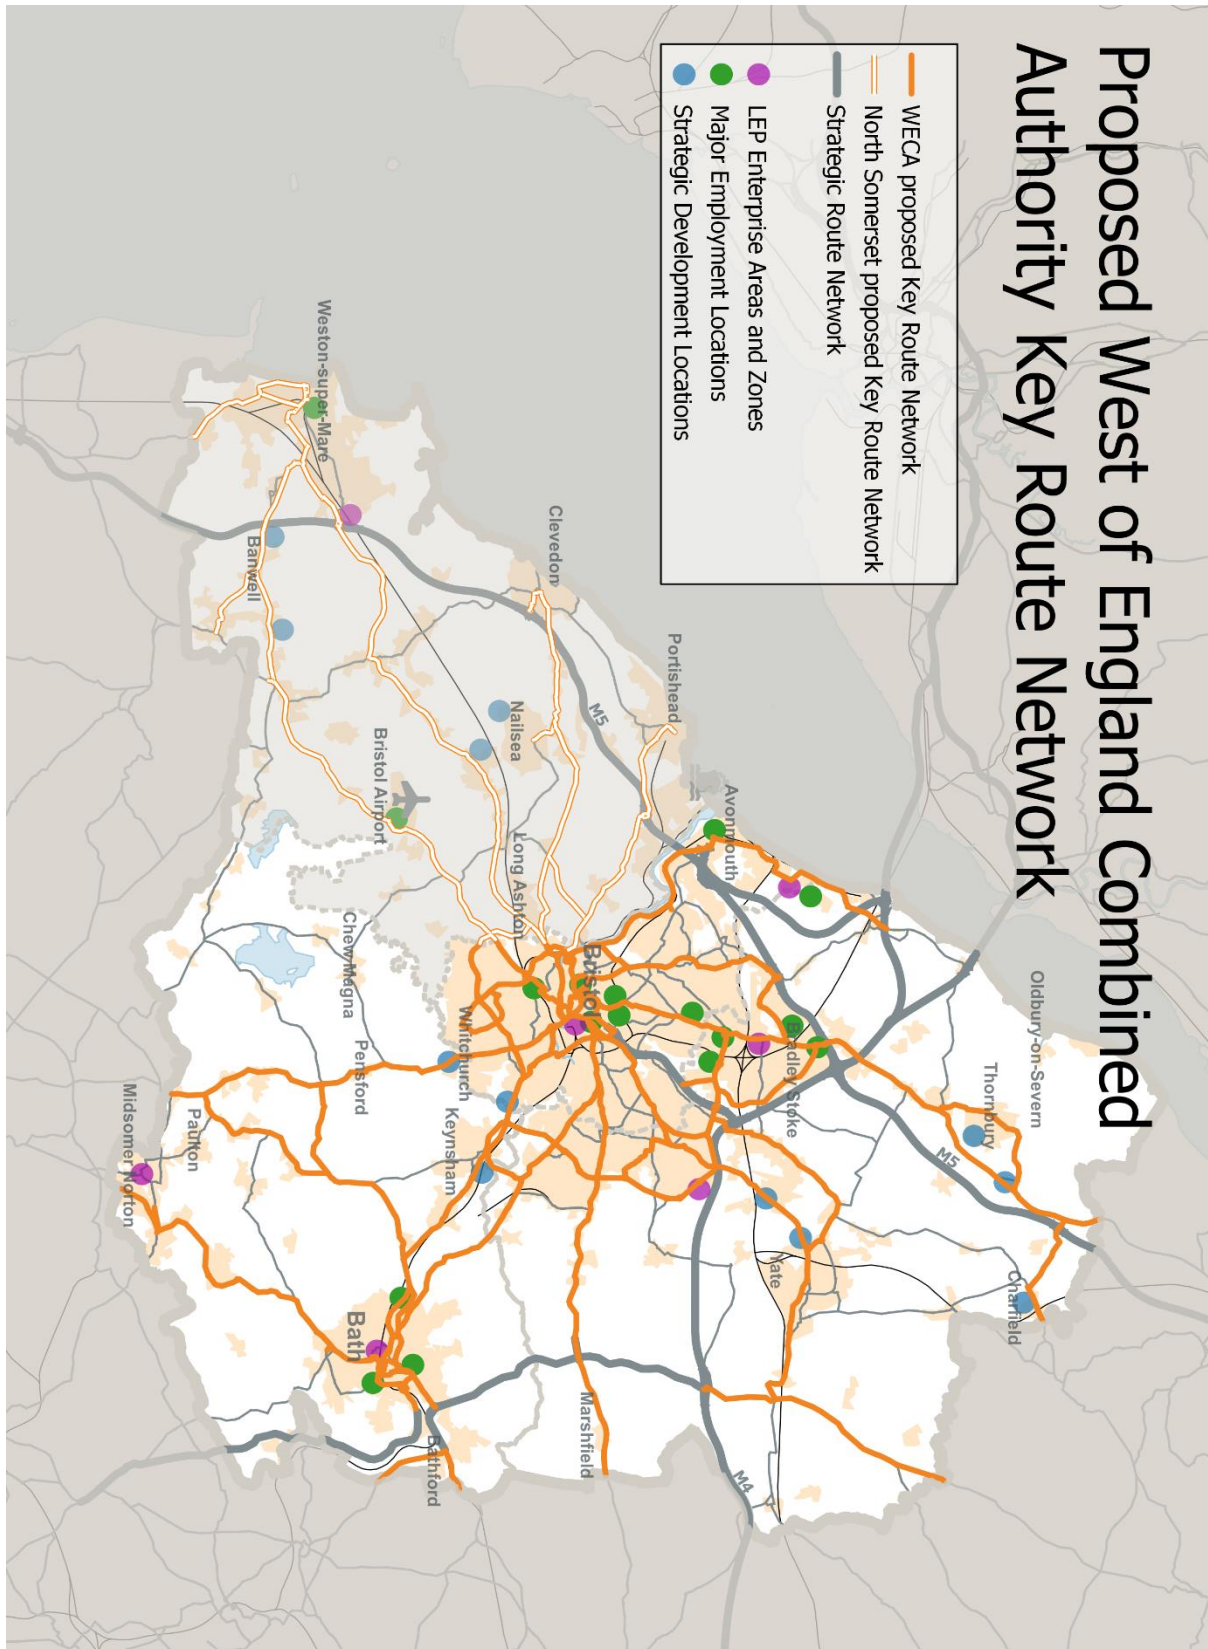 Proposed West of England Combined
Authority Key Route Network
WECA proposed Key Route Network
North Somerset proposed Key Route Network
Strategic Route Network
LEP Enterprise Areas and Zones
Major Employment Locations
Strategic Development Locations
Oldbury-on-Severn
Thornbury
Charfield
M5
Avonmouth
Bradley Stoke
Yate
M4
Portishead
M5
Clevedon
Nailsea
Bristol
Marshfield
Long Ashton
Whitchurch
Keynsham
Bathford
Bristol Airport
Weston-super-Mare
Chew Magna
Pensford
Bath
Banwell
Paulton
Midsomer Norton